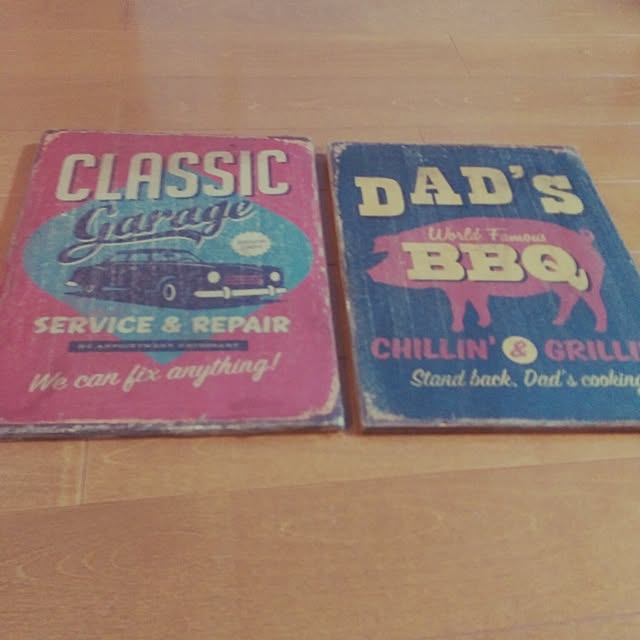 CLASSIC
Garage
SERVICE & REPAIR
We can fix anything!
DAD'S
World Famous
BBQ
CHILLIN' & GRILLI
Stand back, Dad's cooking